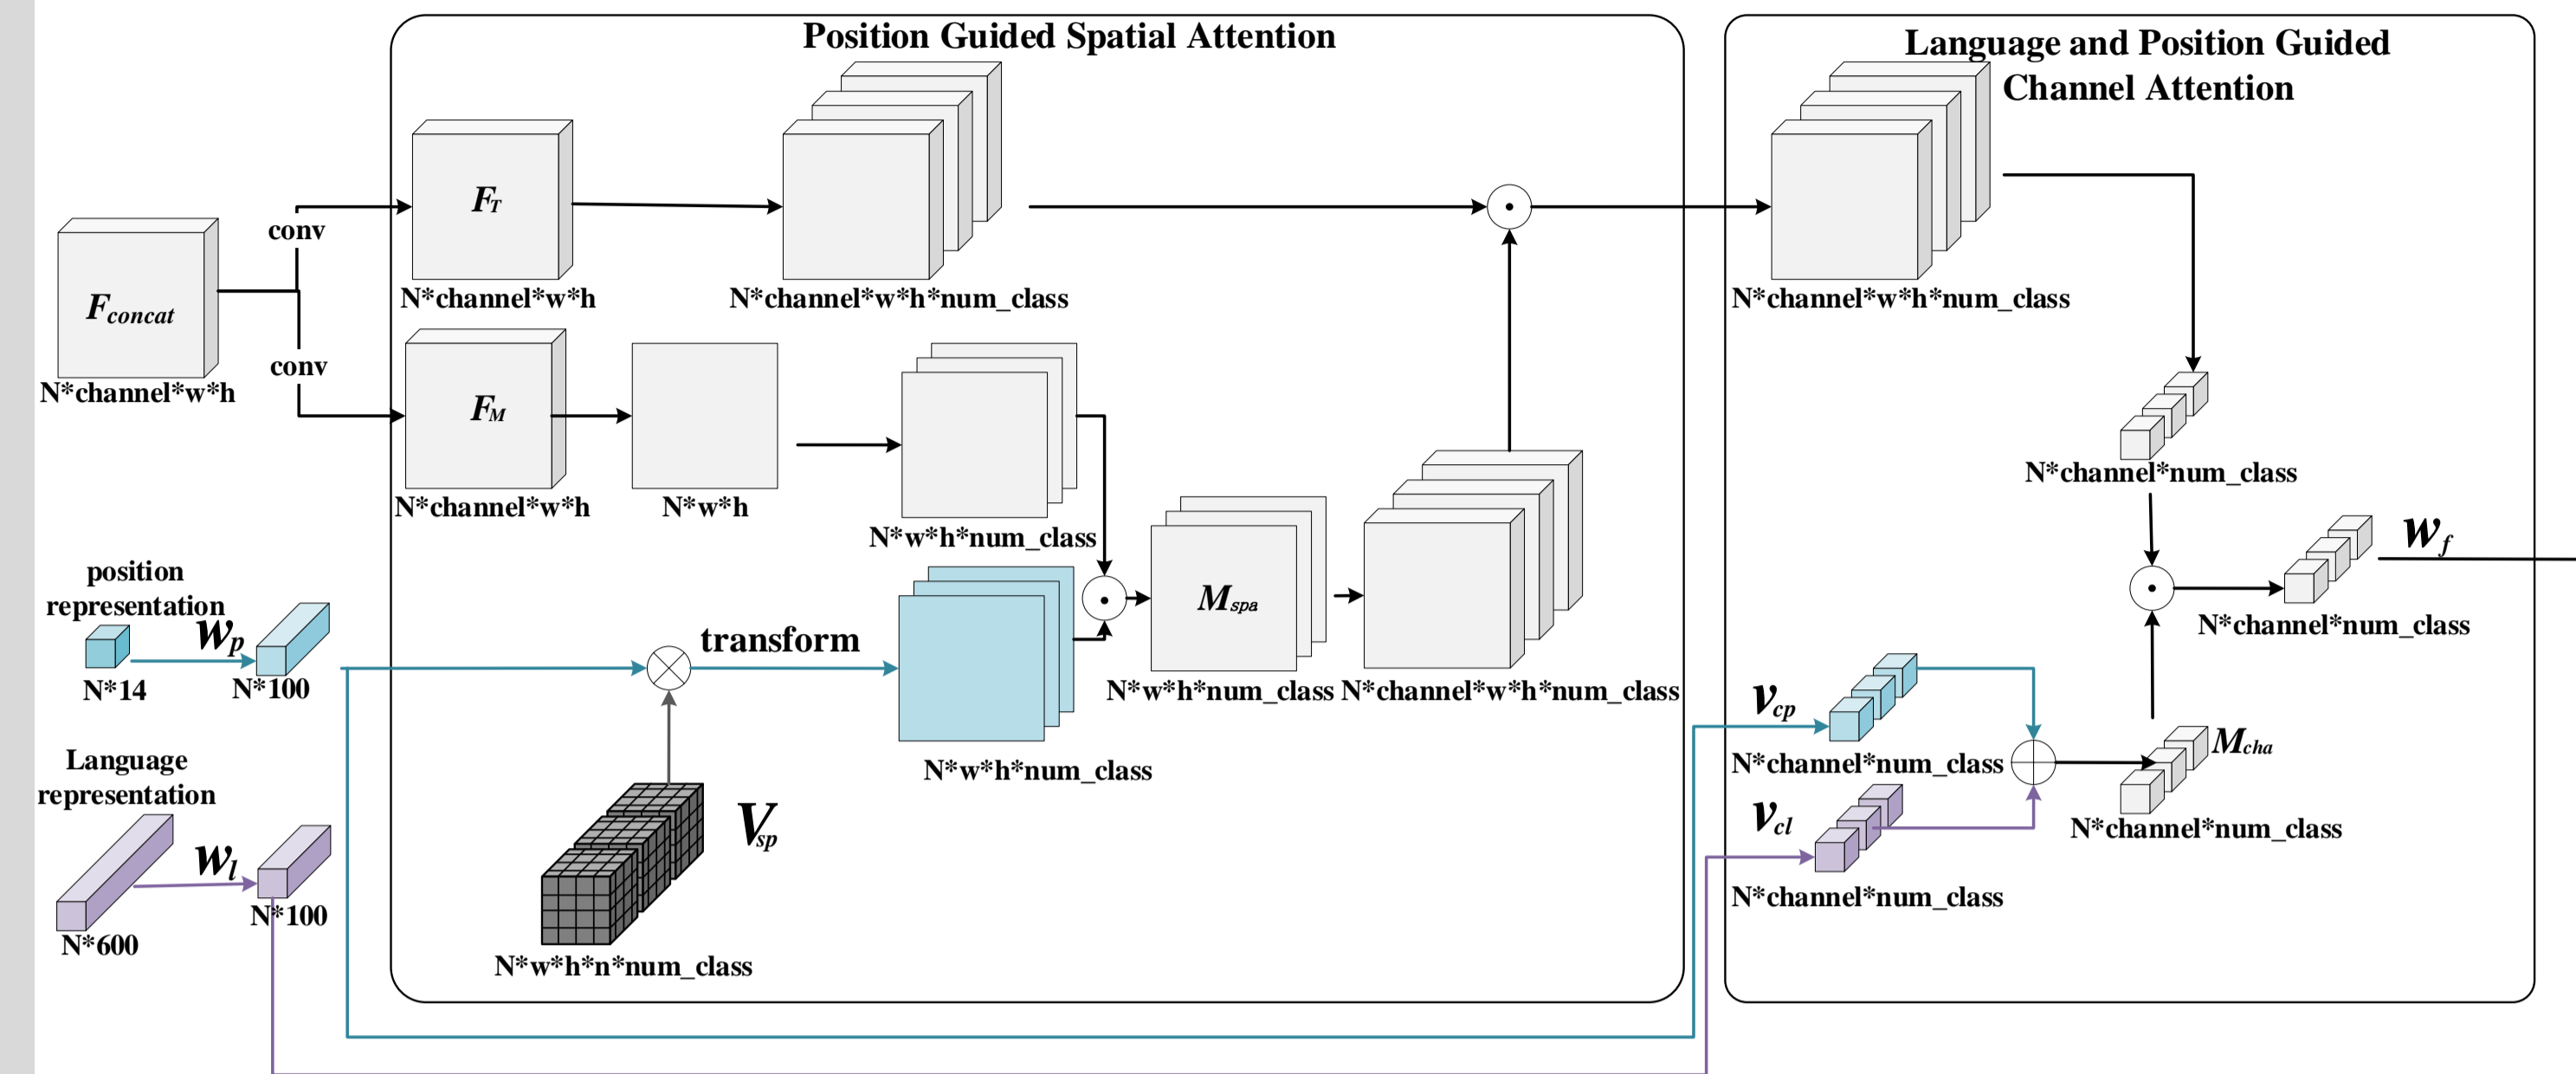 Position Guided Spatial Attention
Language and Position Guided
Channel Attention
conv
F_T
N*channel*w*h
N*channel*w*h*num_class
N*channel*w*h*num_class
F_concat
N*channel*w*h
conv
F_M
N*channel*w*h
N*w*h
N*w*h*num_class
N*channel*num_class
position
representation
W_p
N*14
N*100
transform
M_spa
N*w*h*num_class
N*channel*w*h*num_class
N*w*h*num_class
W_f
N*channel*num_class
V_cp
N*channel*num_class
M_cha
N*channel*num_class
V_cl
N*channel*num_class
Language
representation
W_l
N*600
N*100
V_sp
N*w*h*n*num_class